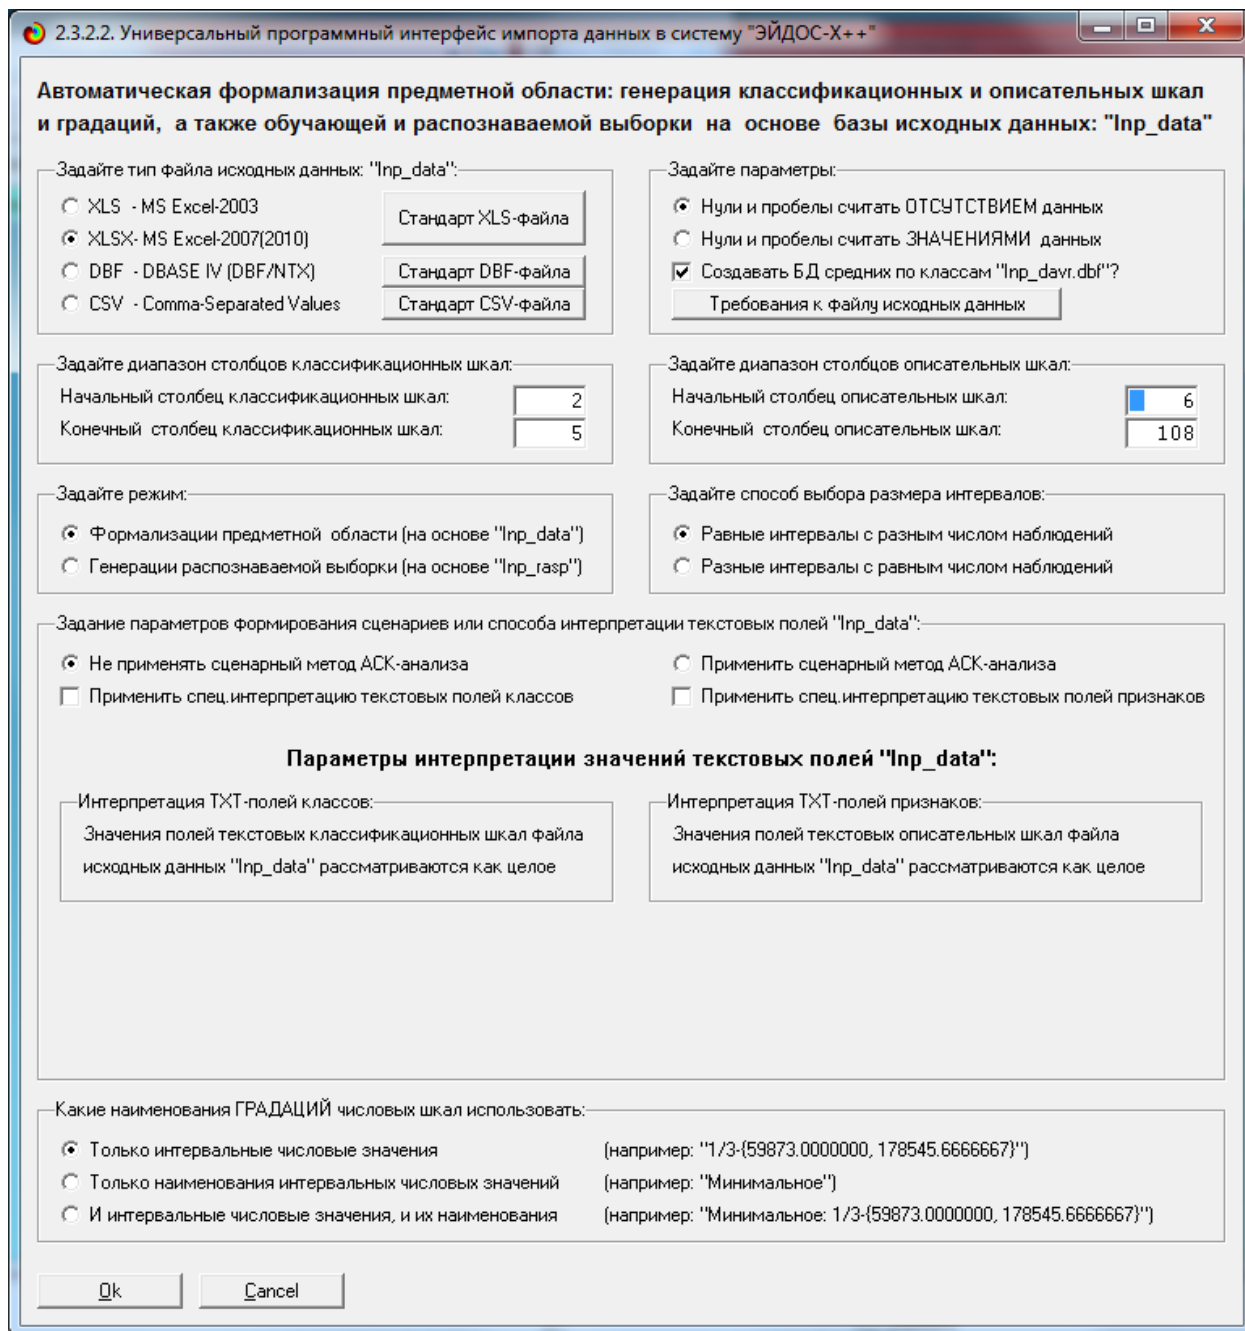 2.3.2.2. Универсальный программный интерфейс импорта данных в систему "ЭЙДОС-X++"
Автоматическая формализация предметной области: генерация классификационных и описательных шкал
и градаций, а также обучающей и распознаваемой выборки на основе базы исходных данных: "Inp_data"
Задайте тип файла исходных данных: "Inp_data":
XLS - MS Excel-2003
Стандарт XLS-файла
XLSX- MS Excel-2007(2010)
DBF - DBASE IV (DBF/NTX)
Стандарт DBF-файла
CSV - Comma-Separated Values
Стандарт CSV-файла
Задайте параметры:
Нули и пробелы считать ОТСУТСТВИЕМ данных
Нули и пробелы считать ЗНАЧЕНИЯМИ данных
Создавать БД средних по классам "Inp_davr.dbf"?
Требования к файлу исходных данных
Задайте диапазон столбцов классификационных шкал:
Начальный столбец классификационных шкал: 2
Конечный столбец классификационных шкал: 5
Задайте диапазон столбцов описательных шкал:
Начальный столбец описательных шкал: 6
Конечный столбец описательных шкал: 108
Задайте режим:
Формализации предметной области (на основе "Inp_data")
Генерации распознаваемой выборки (на основе "Inp_rasp")
Задайте способ выбора размера интервалов:
Равные интервалы с разным числом наблюдений
Разные интервалы с равным числом наблюдений
Задание параметров формирования сценариев или способа интерпретации текстовых полей "Inp_data":
Не применять сценарный метод АСК-анализа
Применить сценарный метод АСК-анализа
Применить спец.интерпретацию текстовых полей классов
Применить спец.интерпретацию текстовых полей признаков
Параметры интерпретации значений текстовых полей "Inp_data":
Интерпретация TXT-полей классов:
Значения полей текстовых классификационных шкал файла
исходных данных "Inp_data" рассматриваются как целое
Интерпретация TXT-полей признаков:
Значения полей текстовых описательных шкал файла
исходных данных "Inp_data" рассматриваются как целое
Какие наименования ГРАДАЦИЙ числовых шкал использовать:
Только интервальные числовые значения (например: "1/3-{59873.0000000, 178545.6666667}")
Только наименования интервальных числовых значений (например: "Минимальное")
И интервальные числовые значения, и их наименования (например: "Минимальное: 1/3-{59873.0000000, 178545.6666667}")
Ok
Cancel